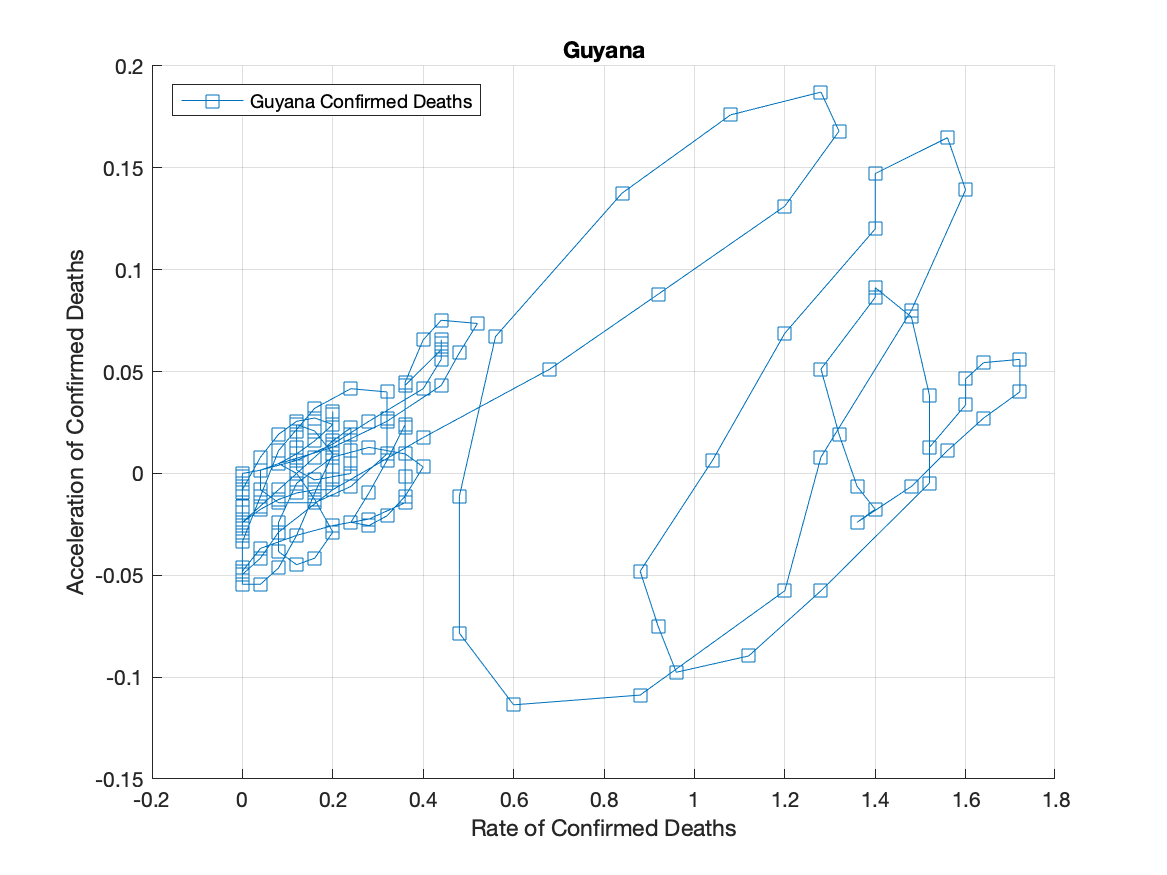 Guyana
Guyana Confirmed Deaths
0.2
0.15
0.1
0.05
0
-0.05
-0.1
-0.15
Acceleration of Confirmed Deaths
-0.2 0 0.2 0.4 0.6 0.8 1 1.2 1.4 1.6 1.8
Rate of Confirmed Deaths